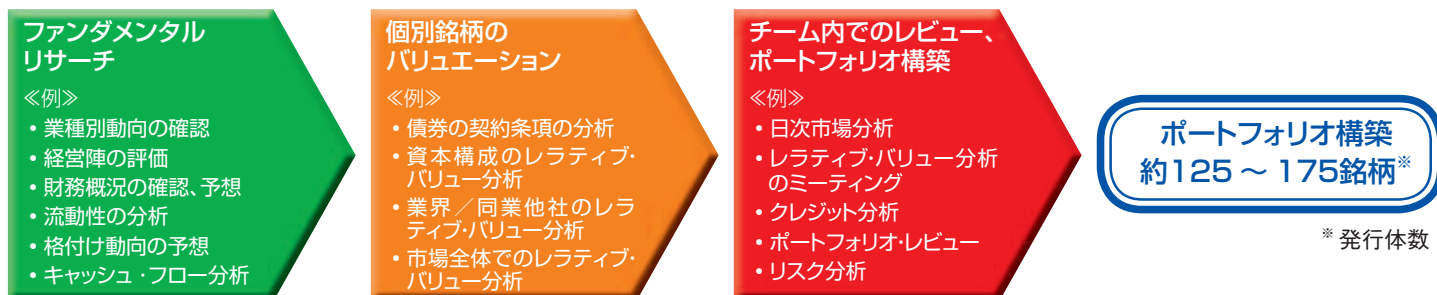 ファンダメンタル
リサーチ
≪例≫
・業種別動向の確認
・経営陣の評価
・財務概況の確認、予想
・流動性の分析
・格付け動向の予想
・キャッシュ・フロー分析
個別銘柄の
バリュエーション
≪例≫
・債券の契約条項の分析
・資本構成のレラティブ・
バリュー分析
・業界／同業他社のレラ
ティブ・バリュー分析
・市場全体でのレラティブ・
バリュー分析
チーム内でのレビュー、
ポートフォリオ構築
≪例≫
・日次市場分析
・レラティブ・バリュー分析
のミーティング
・クレジット分析
・ポートフォリオ・レビュー
・リスク分析
ポートフォリオ構築
約125～175銘柄※
※発行体数